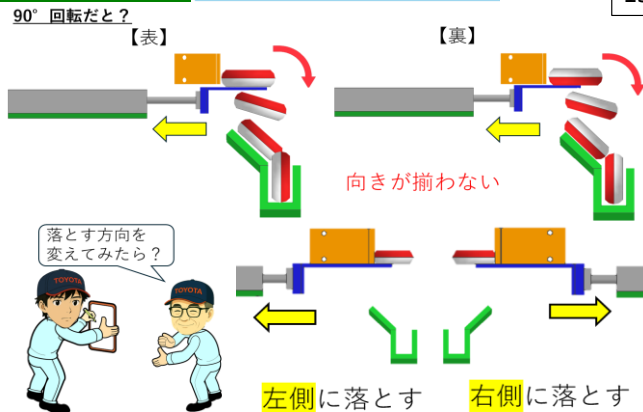 90°回転だと？
【表】
【裏】
向きが揃わない
落とす方向を
変えてみたら？
TOYOTA
TOYOTA
左側に落とす
右側に落とす